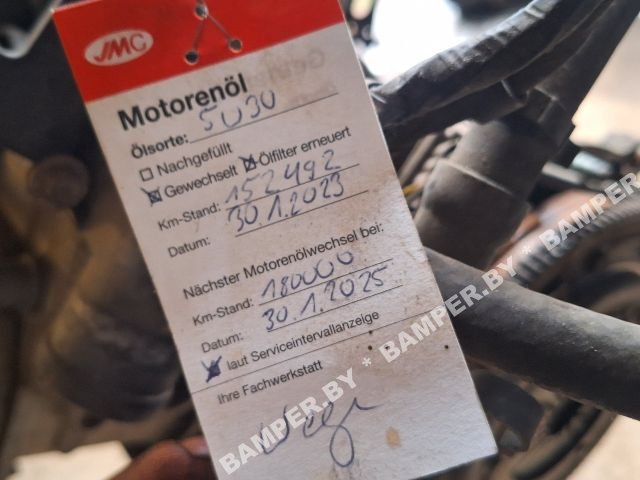 JMC
Motorenöl
Ölsorte: 5W30
Nachgefüllt
Gewechselt Ölfilter erneuert
Km-Stand: 152492
Datum: 30.1.2023
Nächster Motorenölwechsel bei:
Km-Stand: 180000
Datum: 30.1.2025
laut Serviceintervallanzeige
Ihre Fachwerkstatt
BAMPER.BY * BAMPER.BY * BAMPER.BY